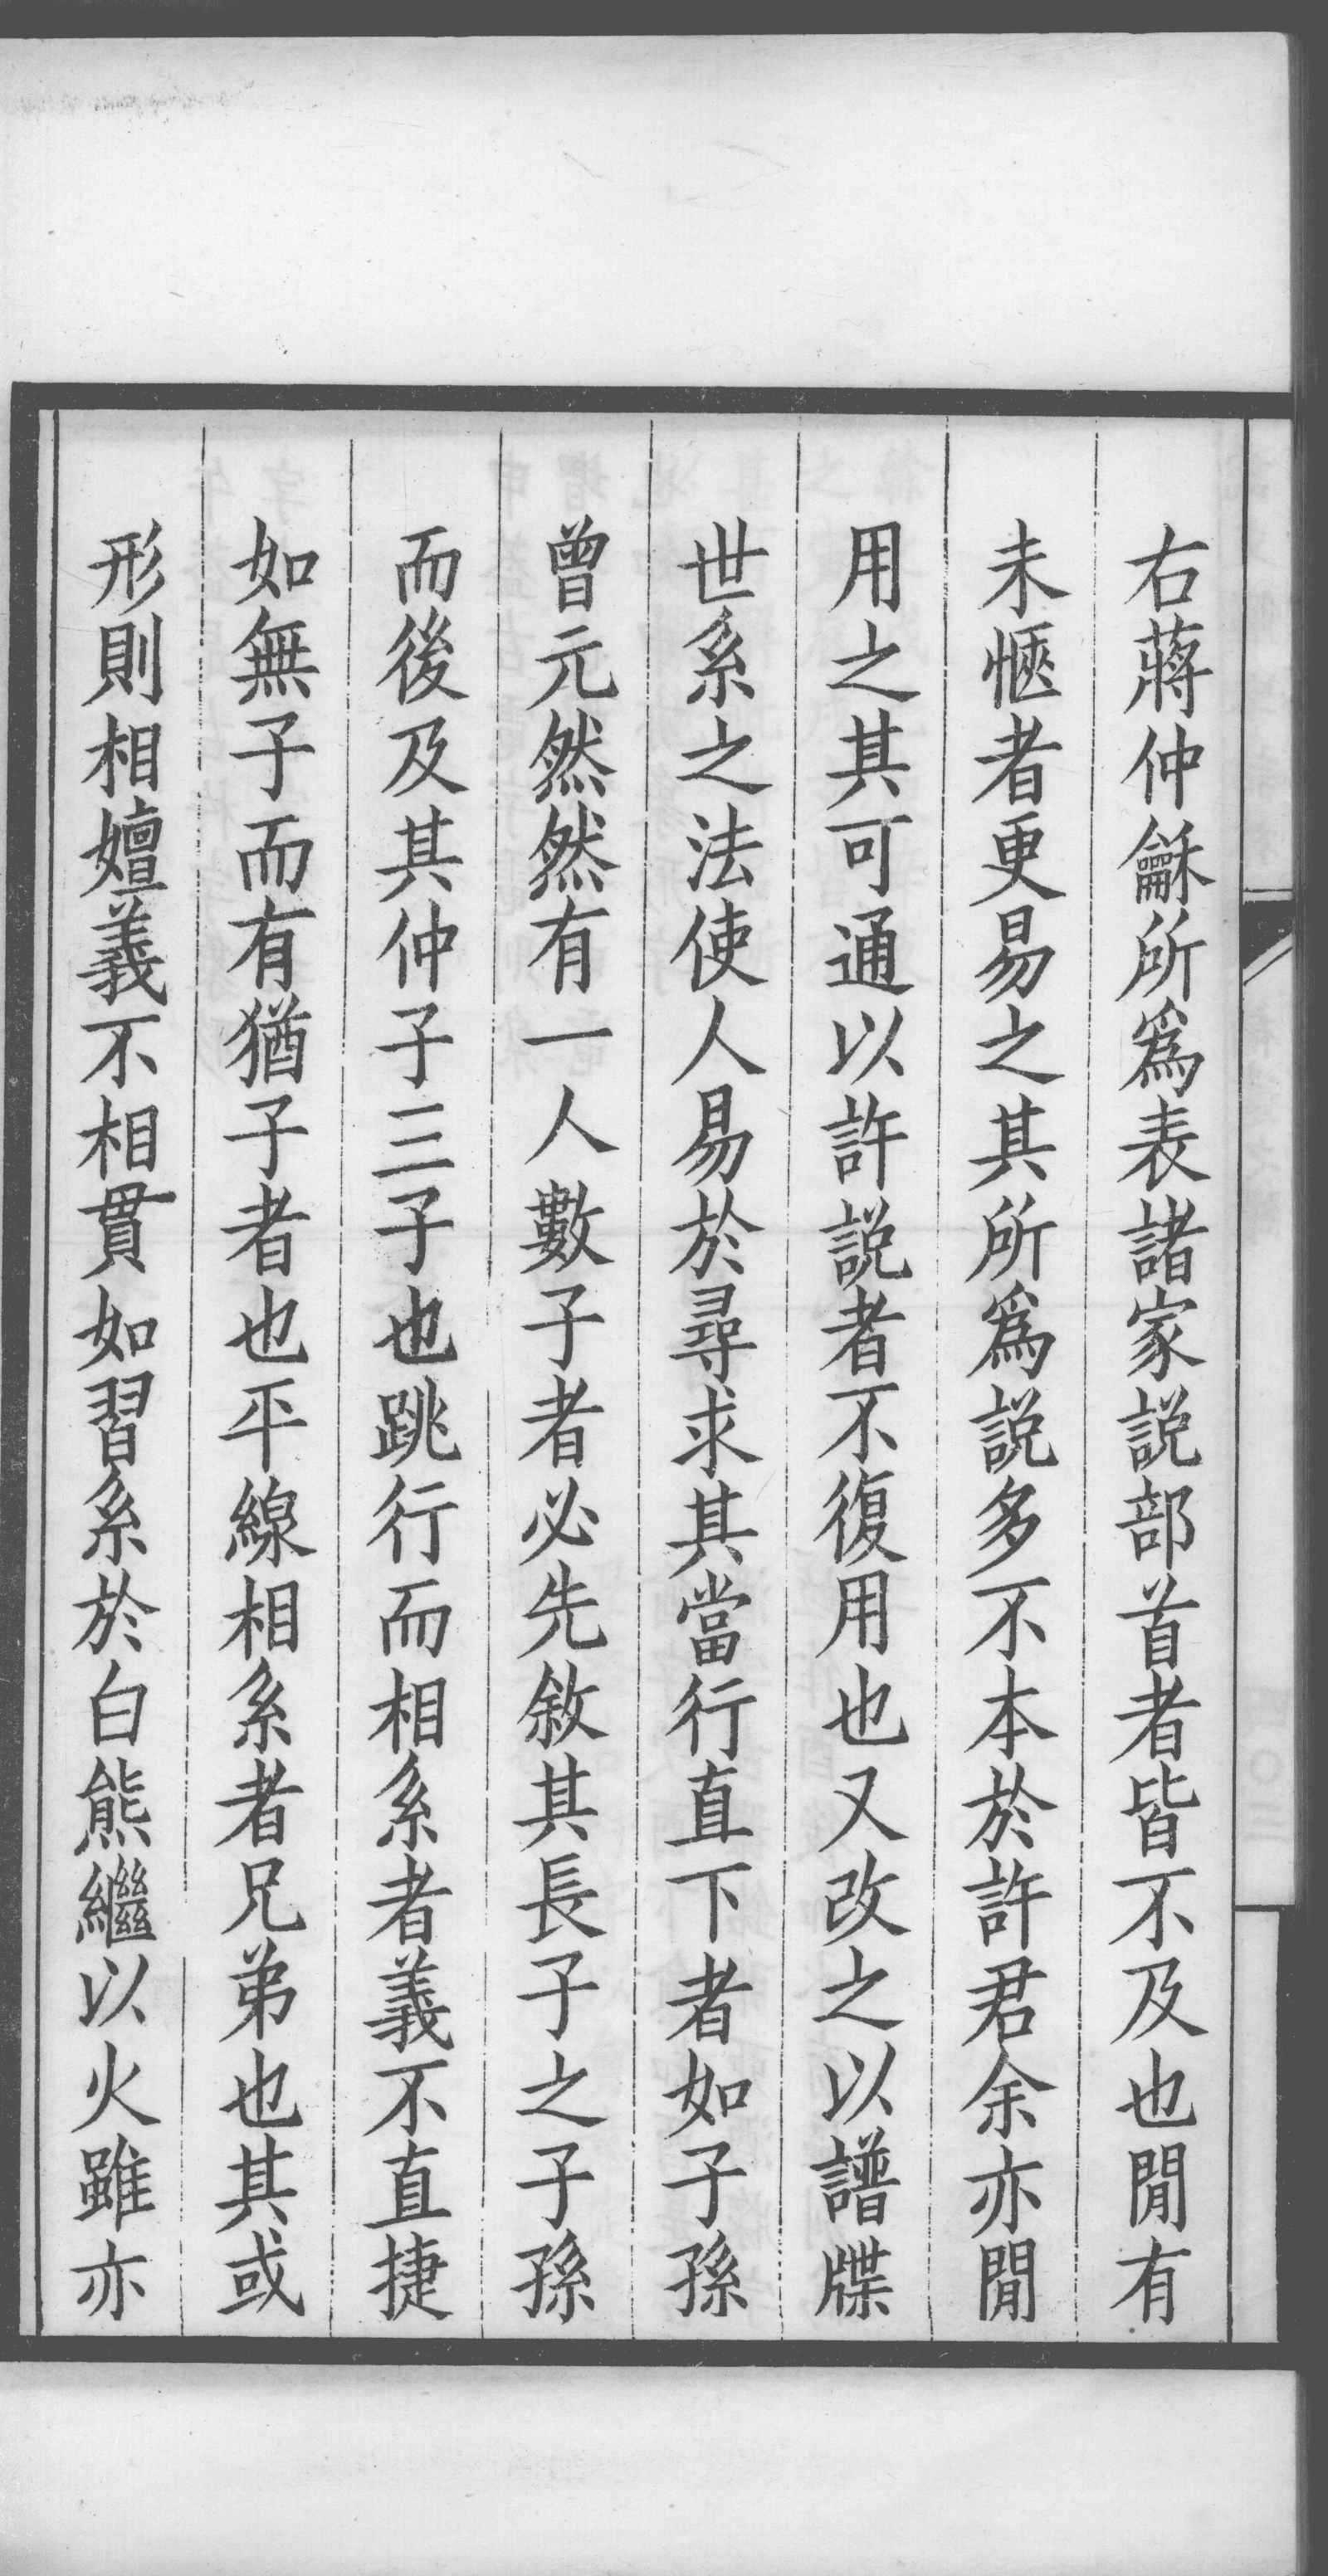 右蔣仲龢所爲表諸家説部首者皆不及也閒有
未愜者更易之其所爲説多不本於許君余亦閒
用之其可通以許説者不復用也又改之以譜牒
世系之法使人易於尋求其當行直下者如子孫
曾元然然有一人數子者必先敘其長子之子孫
而後及其仲子三子也跳行而相系者義不直捷
如無子而有猶子者也平線相系者兄弟也其或
形則相嬗義不相貫如習系於白熊繼以火雖亦